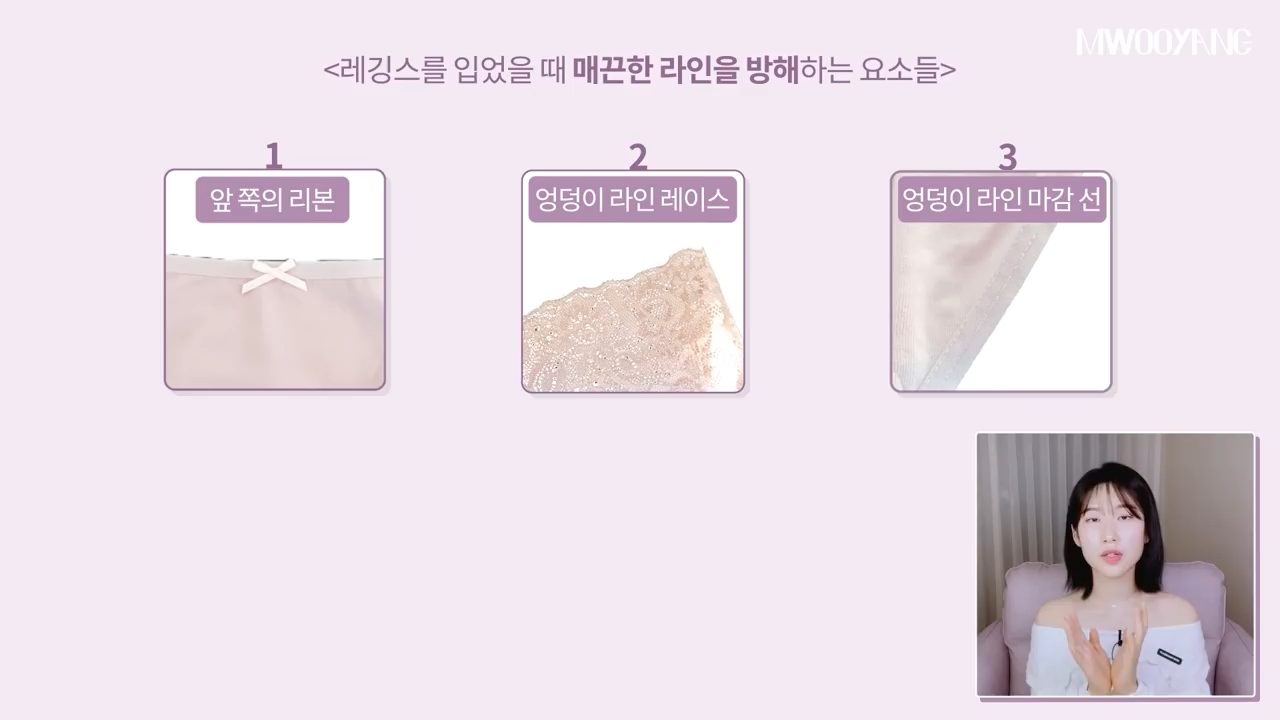 MWOOYANG
<레깅스를 입었을 때 매끈한 라인을 방해하는 요소들>
1
앞 쪽의 리본
2
엉덩이 라인 레이스
3
엉덩이 라인 마감 선